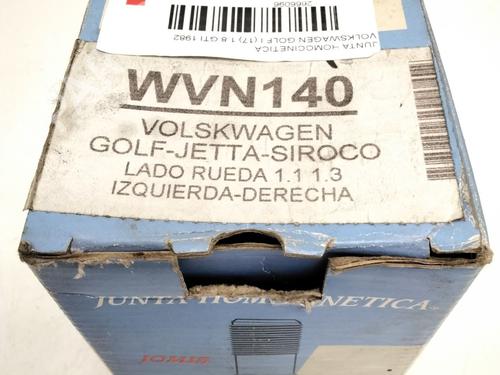 JUNTA HOMOCINETICA
VOLKSWAGEN GOLF I (17) 1.8 GTI 1982
2666096
WVN140
VOLSKWAGEN
GOLF-JETTA-SIROCO
LADO RUEDA 1.1 1.3
IZQUIERDA-DERECHA
JUNTA HOMOCINETICA